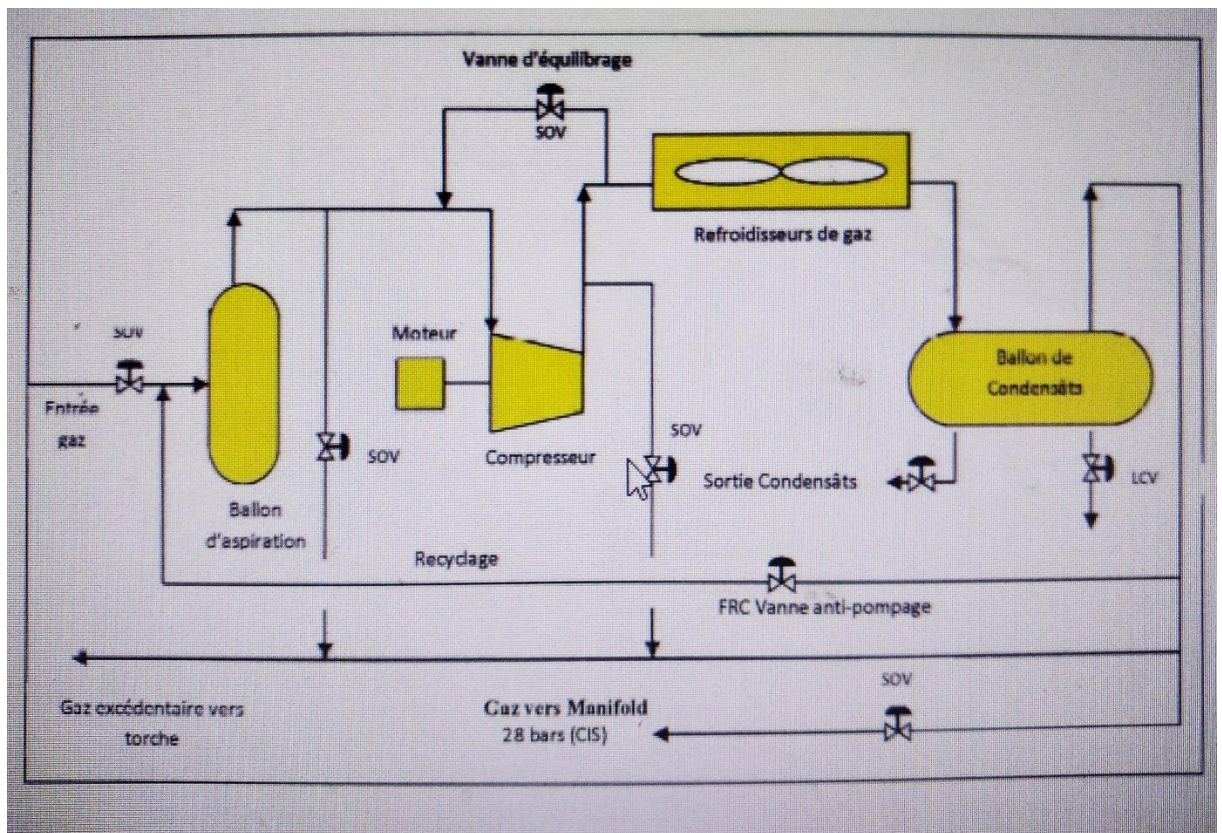 Vanne d'équilibrage
SOV
Refroidisseurs de gaz
SOV
Moteur
Ballon de
Condensâts
Entrée
gaz
SOV
Compresseur
SOV
Sortie Condensâts
LCV
Ballon
d'aspiration
Recyclage
FRC Vanne anti-pompage
SOV
Gaz excédentaire vers
torche
Gaz vers Manifold
28 bars (CIS)